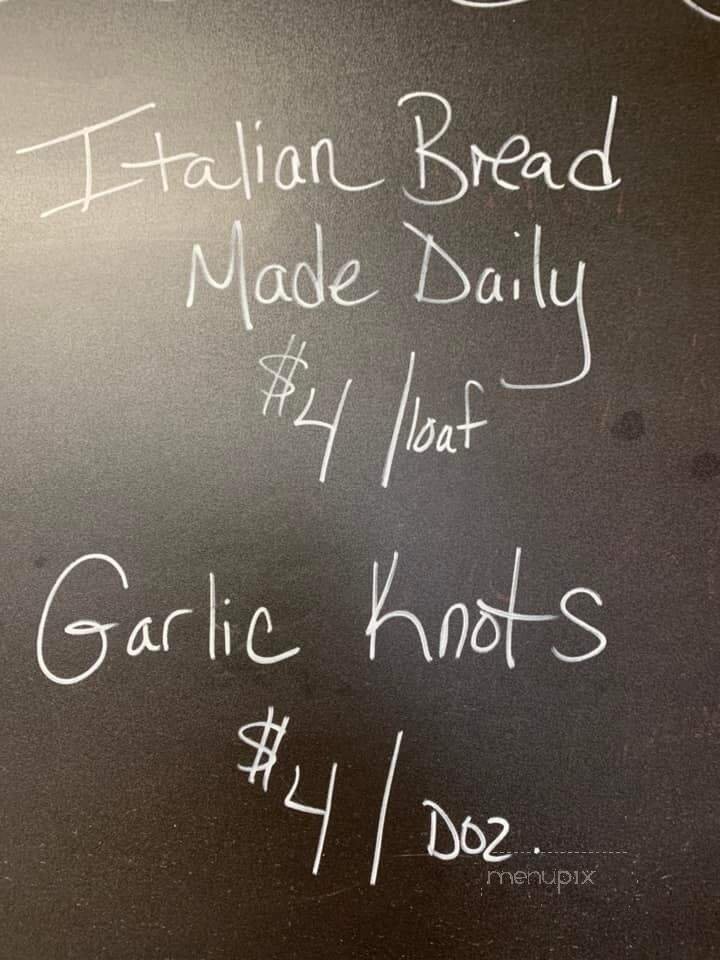 Italian Bread
Made Daily
$4/loaf
Garlic Knots
$4/Doz.
menupix